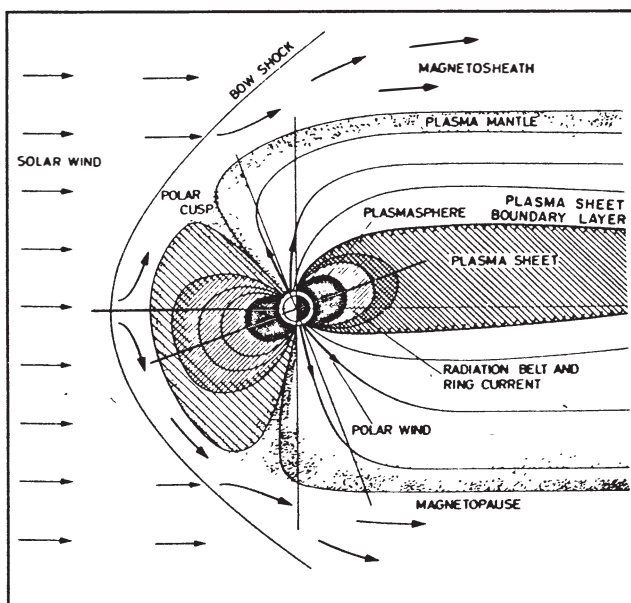 BOW SHOCK
MAGNETOSHEATH
PLASMA MANTLE
SOLAR WIND
POLAR
CUSP
PLASMASPHERE
PLASMA SHEET
BOUNDARY LAYER
PLASMA SHEET
RADIATION BELT AND
RING CURRENT
POLAR WIND
MAGNETOPAUSE